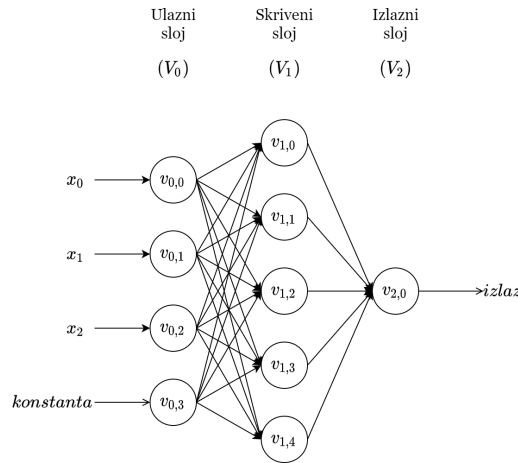 Ulazni Skriveni Izlazni
sloj sloj sloj
(V₀) (V₁) (V₂)
v₁,₀
x₀ v₀,₀
v₁,₁
x₁ v₀,₁
v₁,₂ v₂,₀ izlaz
x₂ v₀,₂
v₁,₃
konstanta v₀,₃
v₁,₄